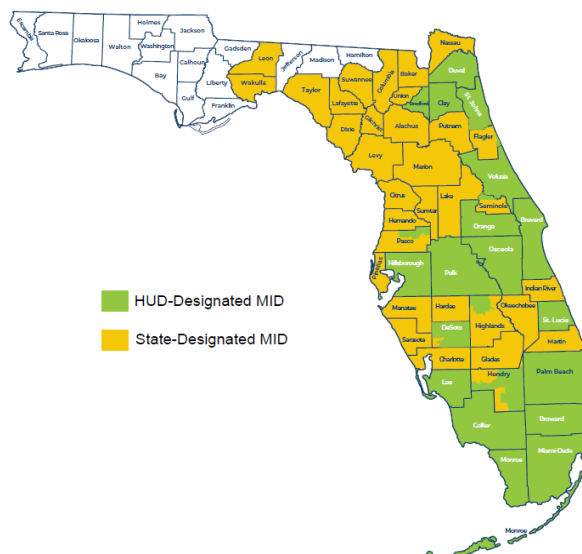 Escambia
Santa Rosa
Okaloosa
Walton
Holmes
Washington
Jackson
Bay
Calhoun
Gulf
Liberty
Gadsden
Franklin
Leon
Wakulla
Jefferson
Madison
Hamilton
Taylor
Suwannee
Lafayette
Dixie
Columbia
Gilchrist
Levy
Baker
Union
Bradford
Alachua
Nassau
Duval
Clay
St. Johns
Putnam
Flagler
Marion
Volusia
Citrus
Hernando
Sumter
Lake
Seminole
Orange
Brevard
Pasco
Pinellas
Hillsborough
Polk
Osceola
Indian River
Manatee
Hardee
Highlands
Okeechobee
St. Lucie
Sarasota
DeSoto
Martin
Charlotte
Glades
Lee
Hendry
Palm Beach
Collier
Broward
Monroe
Miami-Dade
Monroe
HUD-Designated MID
State-Designated MID